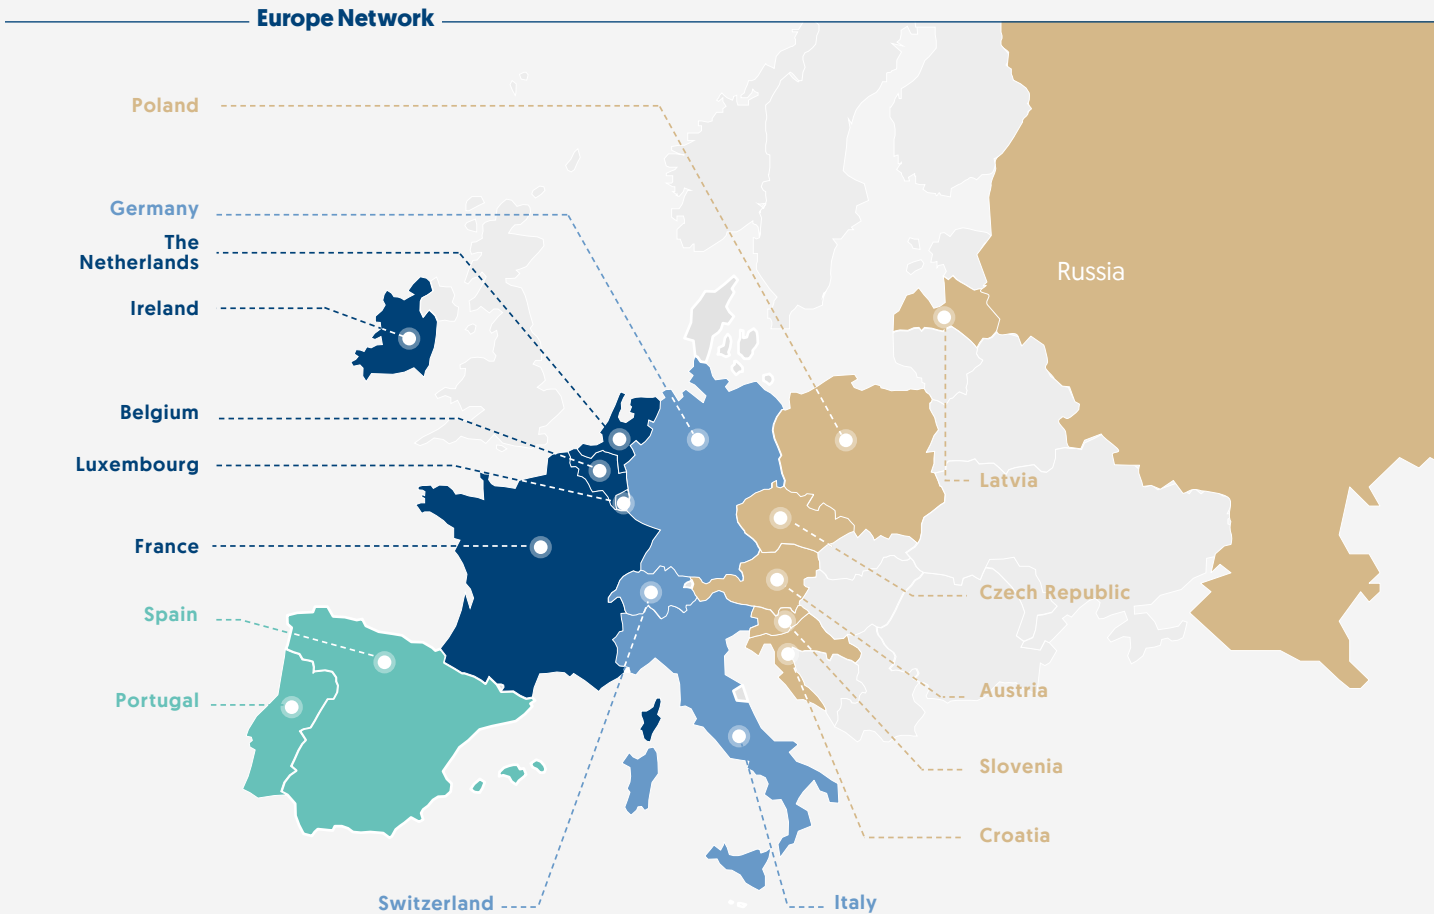 Europe Network
Poland
Germany
The
Netherlands
Ireland
Russia
Belgium
Luxembourg
Latvia
France
Czech Republic
Spain
Austria
Portugal
Slovenia
Croatia
Switzerland
Italy